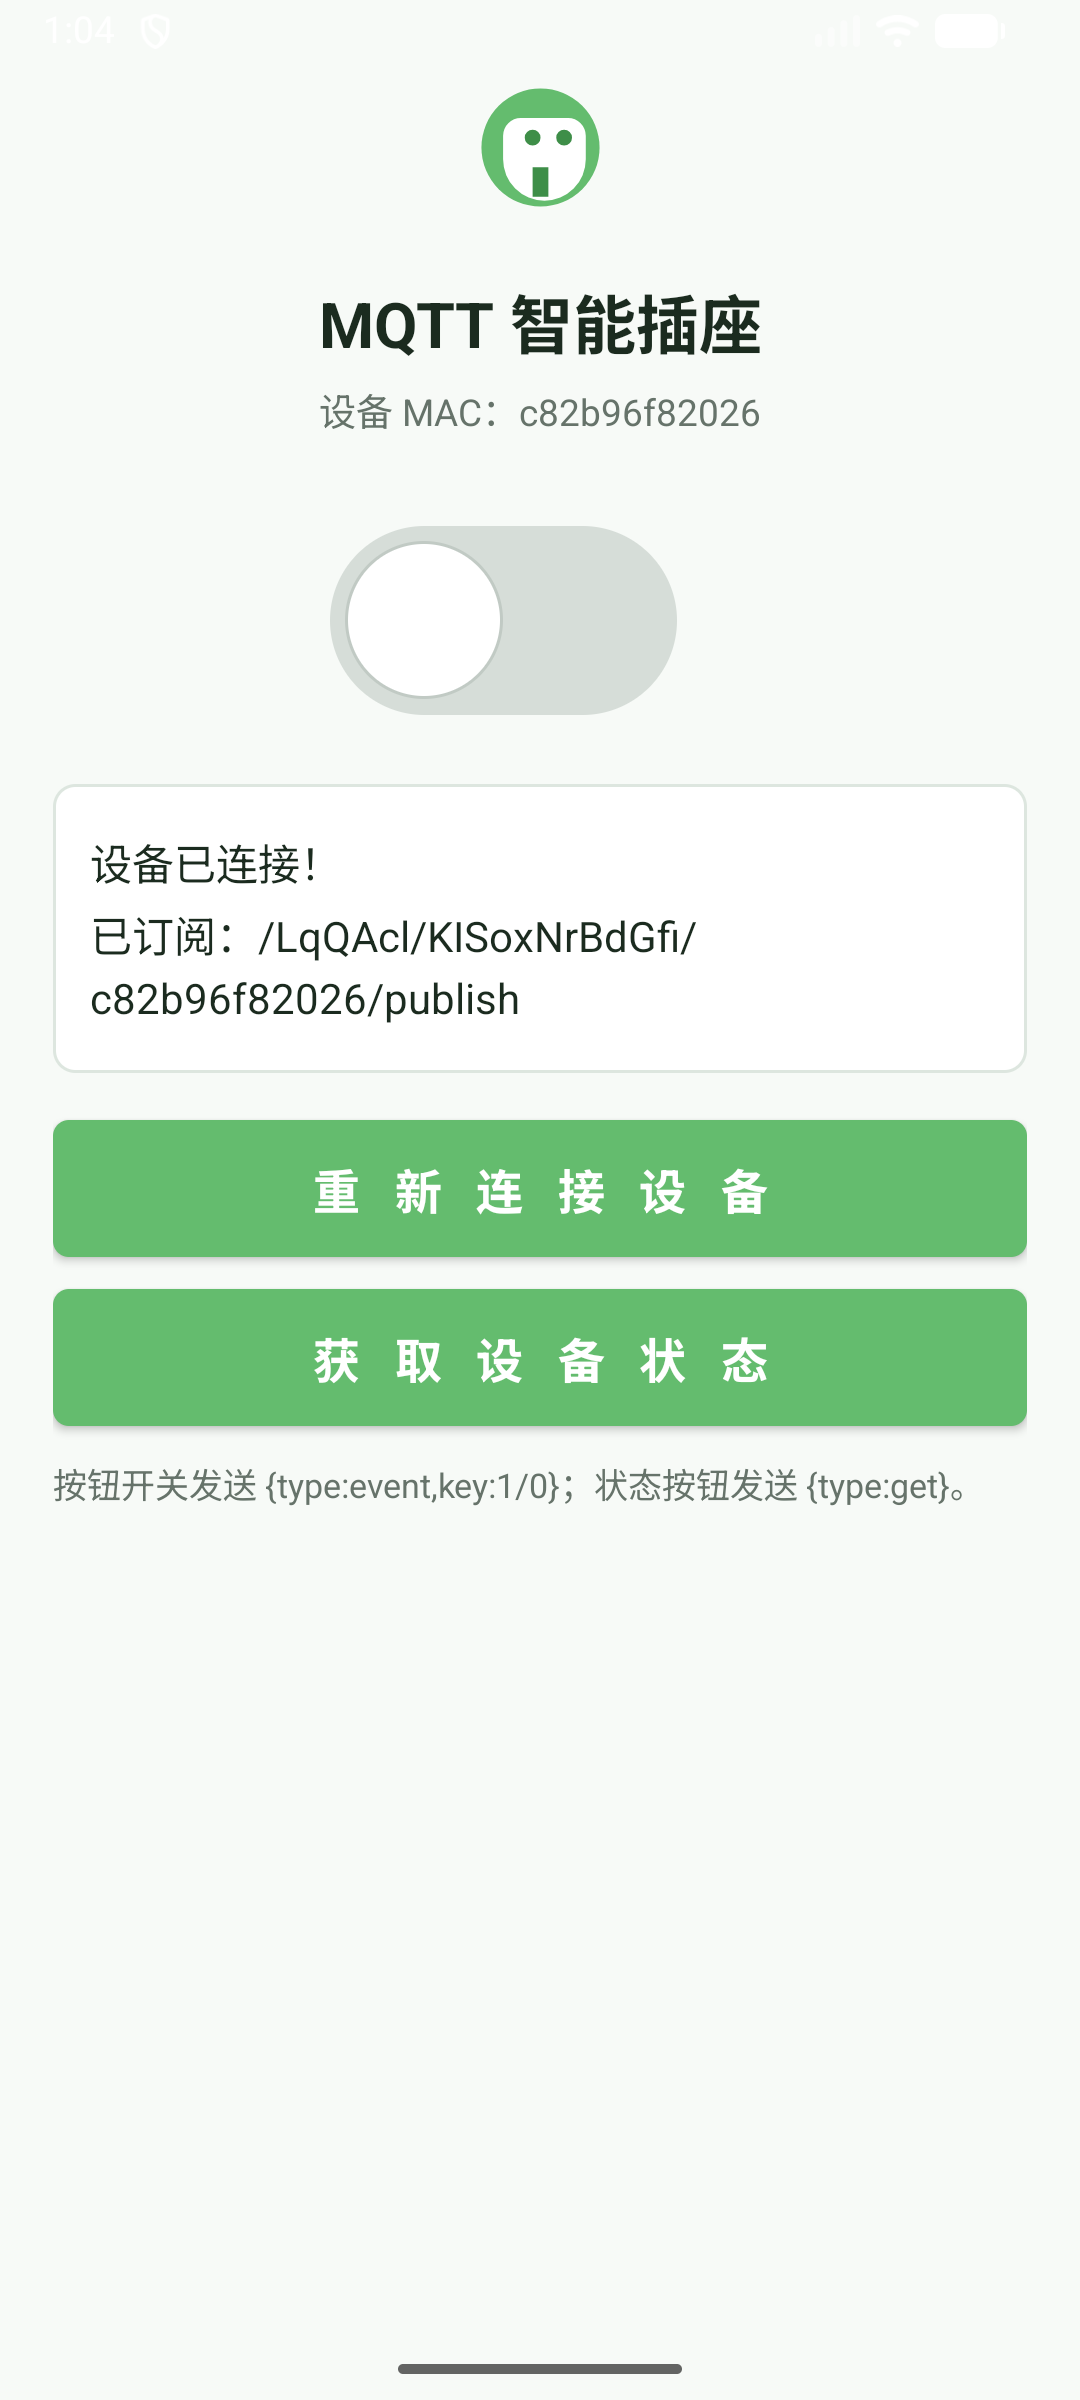 1:04
MQTT 智能插座
设备 MAC：c82b96f82026
设备已连接！
已订阅：/LqQAcl/KISoxNrBdGfi/
c82b96f82026/publish
重新连接设备
获取设备状态
按钮开关发送 {type:event,key:1/0}；状态按钮发送 {type:get}。